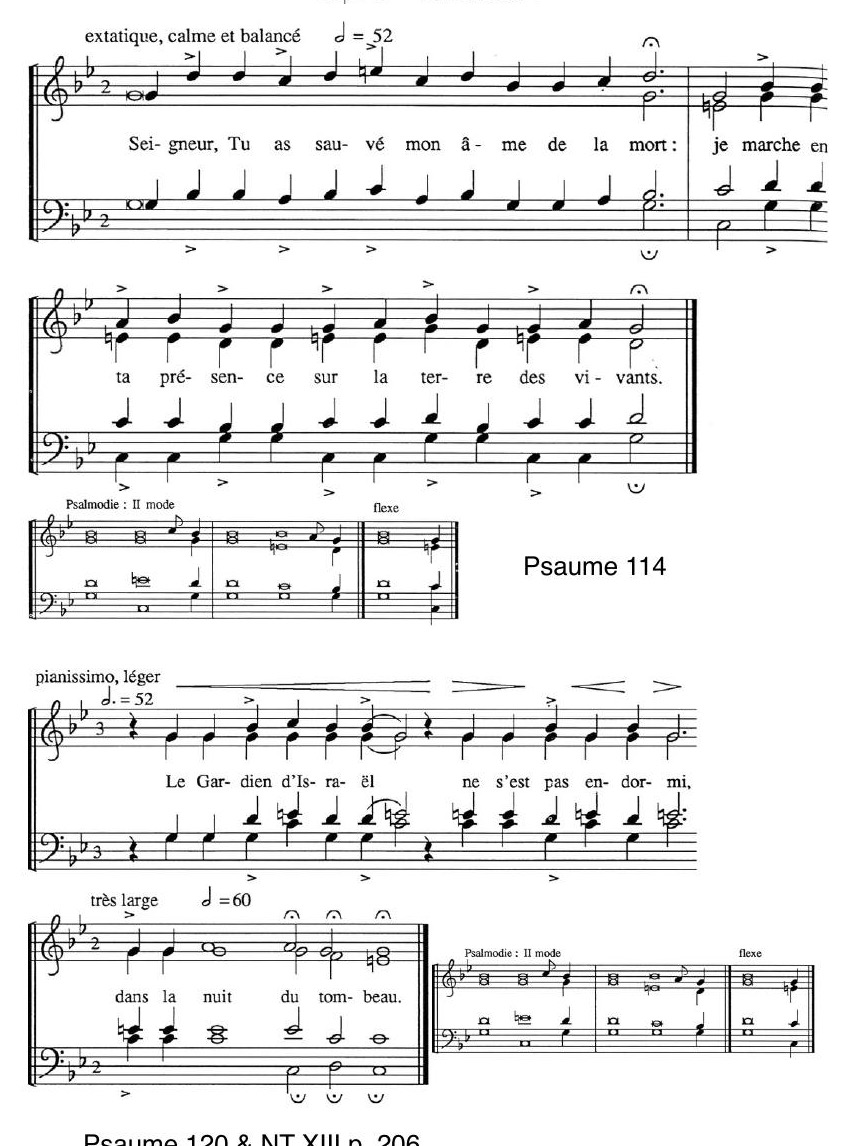 extatique, calme et balancé = 52
Sei- gneur, Tu as sau- vé mon â- me de la mort : je marche en
ta pré- sen- ce sur la ter- re des vi- vants.
Psalmodie : II mode flexe
Psaume 114
pianissimo, léger
= 52
Le Gar- dien d'Is- ra- ël ne s'est pas en- dor- mi,
très large = 60
dans la nuit du tom- beau.
Psalmodie : II mode flexe
Psaume 120 & NT XIII p. 206